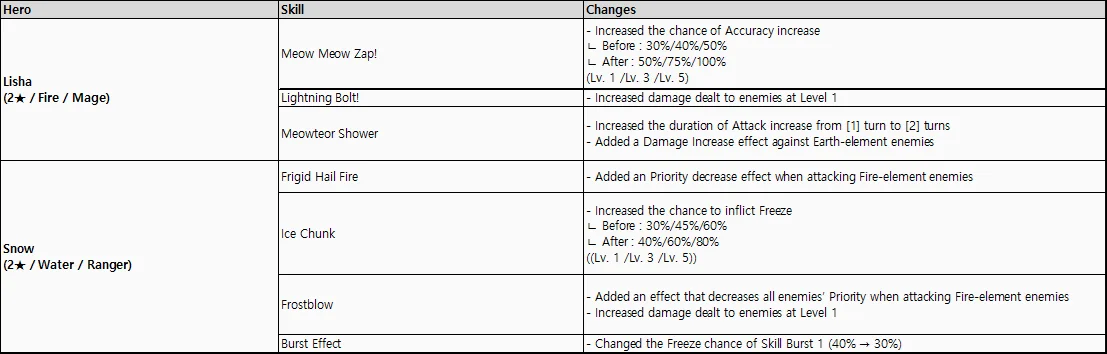 Hero Skill Changes
Lisha
(2★ / Fire / Mage)
Meow Meow Zap!
- Increased the chance of Accuracy increase
ㄴ Before : 30%/40%/50%
ㄴ After : 50%/75%/100%
(Lv. 1 /Lv. 3 /Lv. 5)
Lightning Bolt!
- Increased damage dealt to enemies at Level 1
Meowteor Shower
- Increased the duration of Attack increase from [1] turn to [2] turns
- Added a Damage Increase effect against Earth-element enemies
Snow
(2★ / Water / Ranger)
Frigid Hail Fire
- Added an Priority decrease effect when attacking Fire-element enemies
Ice Chunk
- Increased the chance to inflict Freeze
ㄴ Before : 30%/45%/60%
ㄴ After : 40%/60%/80%
((Lv. 1 /Lv. 3 /Lv. 5))
Frostblow
- Added an effect that decreases all enemies’ Priority when attacking Fire-element enemies
- Increased damage dealt to enemies at Level 1
Burst Effect
- Changed the Freeze chance of Skill Burst 1 (40% → 30%)